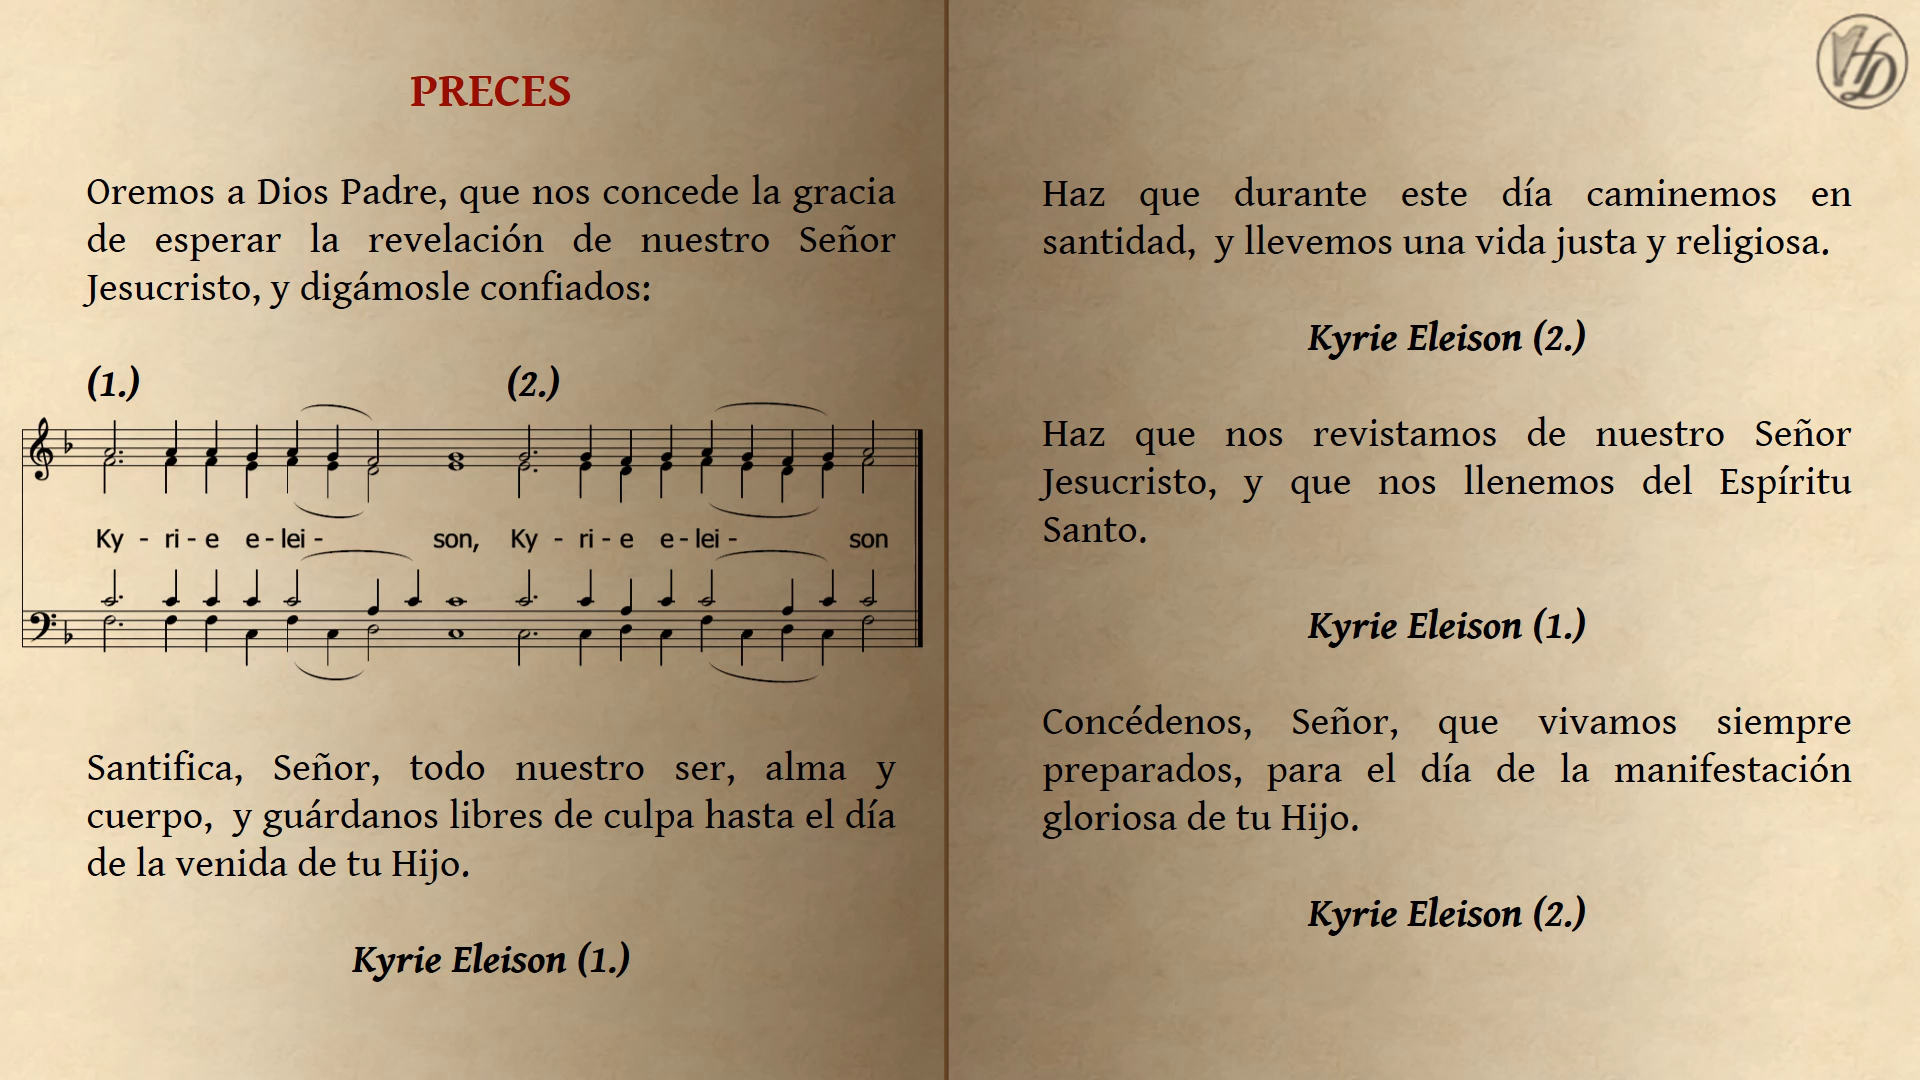 PRECES
Oremos a Dios Padre, que nos concede la gracia
de esperar la revelación de nuestro Señor
Jesucristo, y digámosle confiados:
(1.) (2.)
Ky - ri - e e - lei - son, Ky - ri - e e - lei - son
Santifica, Señor, todo nuestro ser, alma y
cuerpo, y guárdanos libres de culpa hasta el día
de la venida de tu Hijo.
Kyrie Eleison (1.)
HD
Haz que durante este día caminemos en
santidad, y llevemos una vida justa y religiosa.
Kyrie Eleison (2.)
Haz que nos revistamos de nuestro Señor
Jesucristo, y que nos llenemos del Espíritu
Santo.
Kyrie Eleison (1.)
Concédenos, Señor, que vivamos siempre
preparados, para el día de la manifestación
gloriosa de tu Hijo.
Kyrie Eleison (2.)